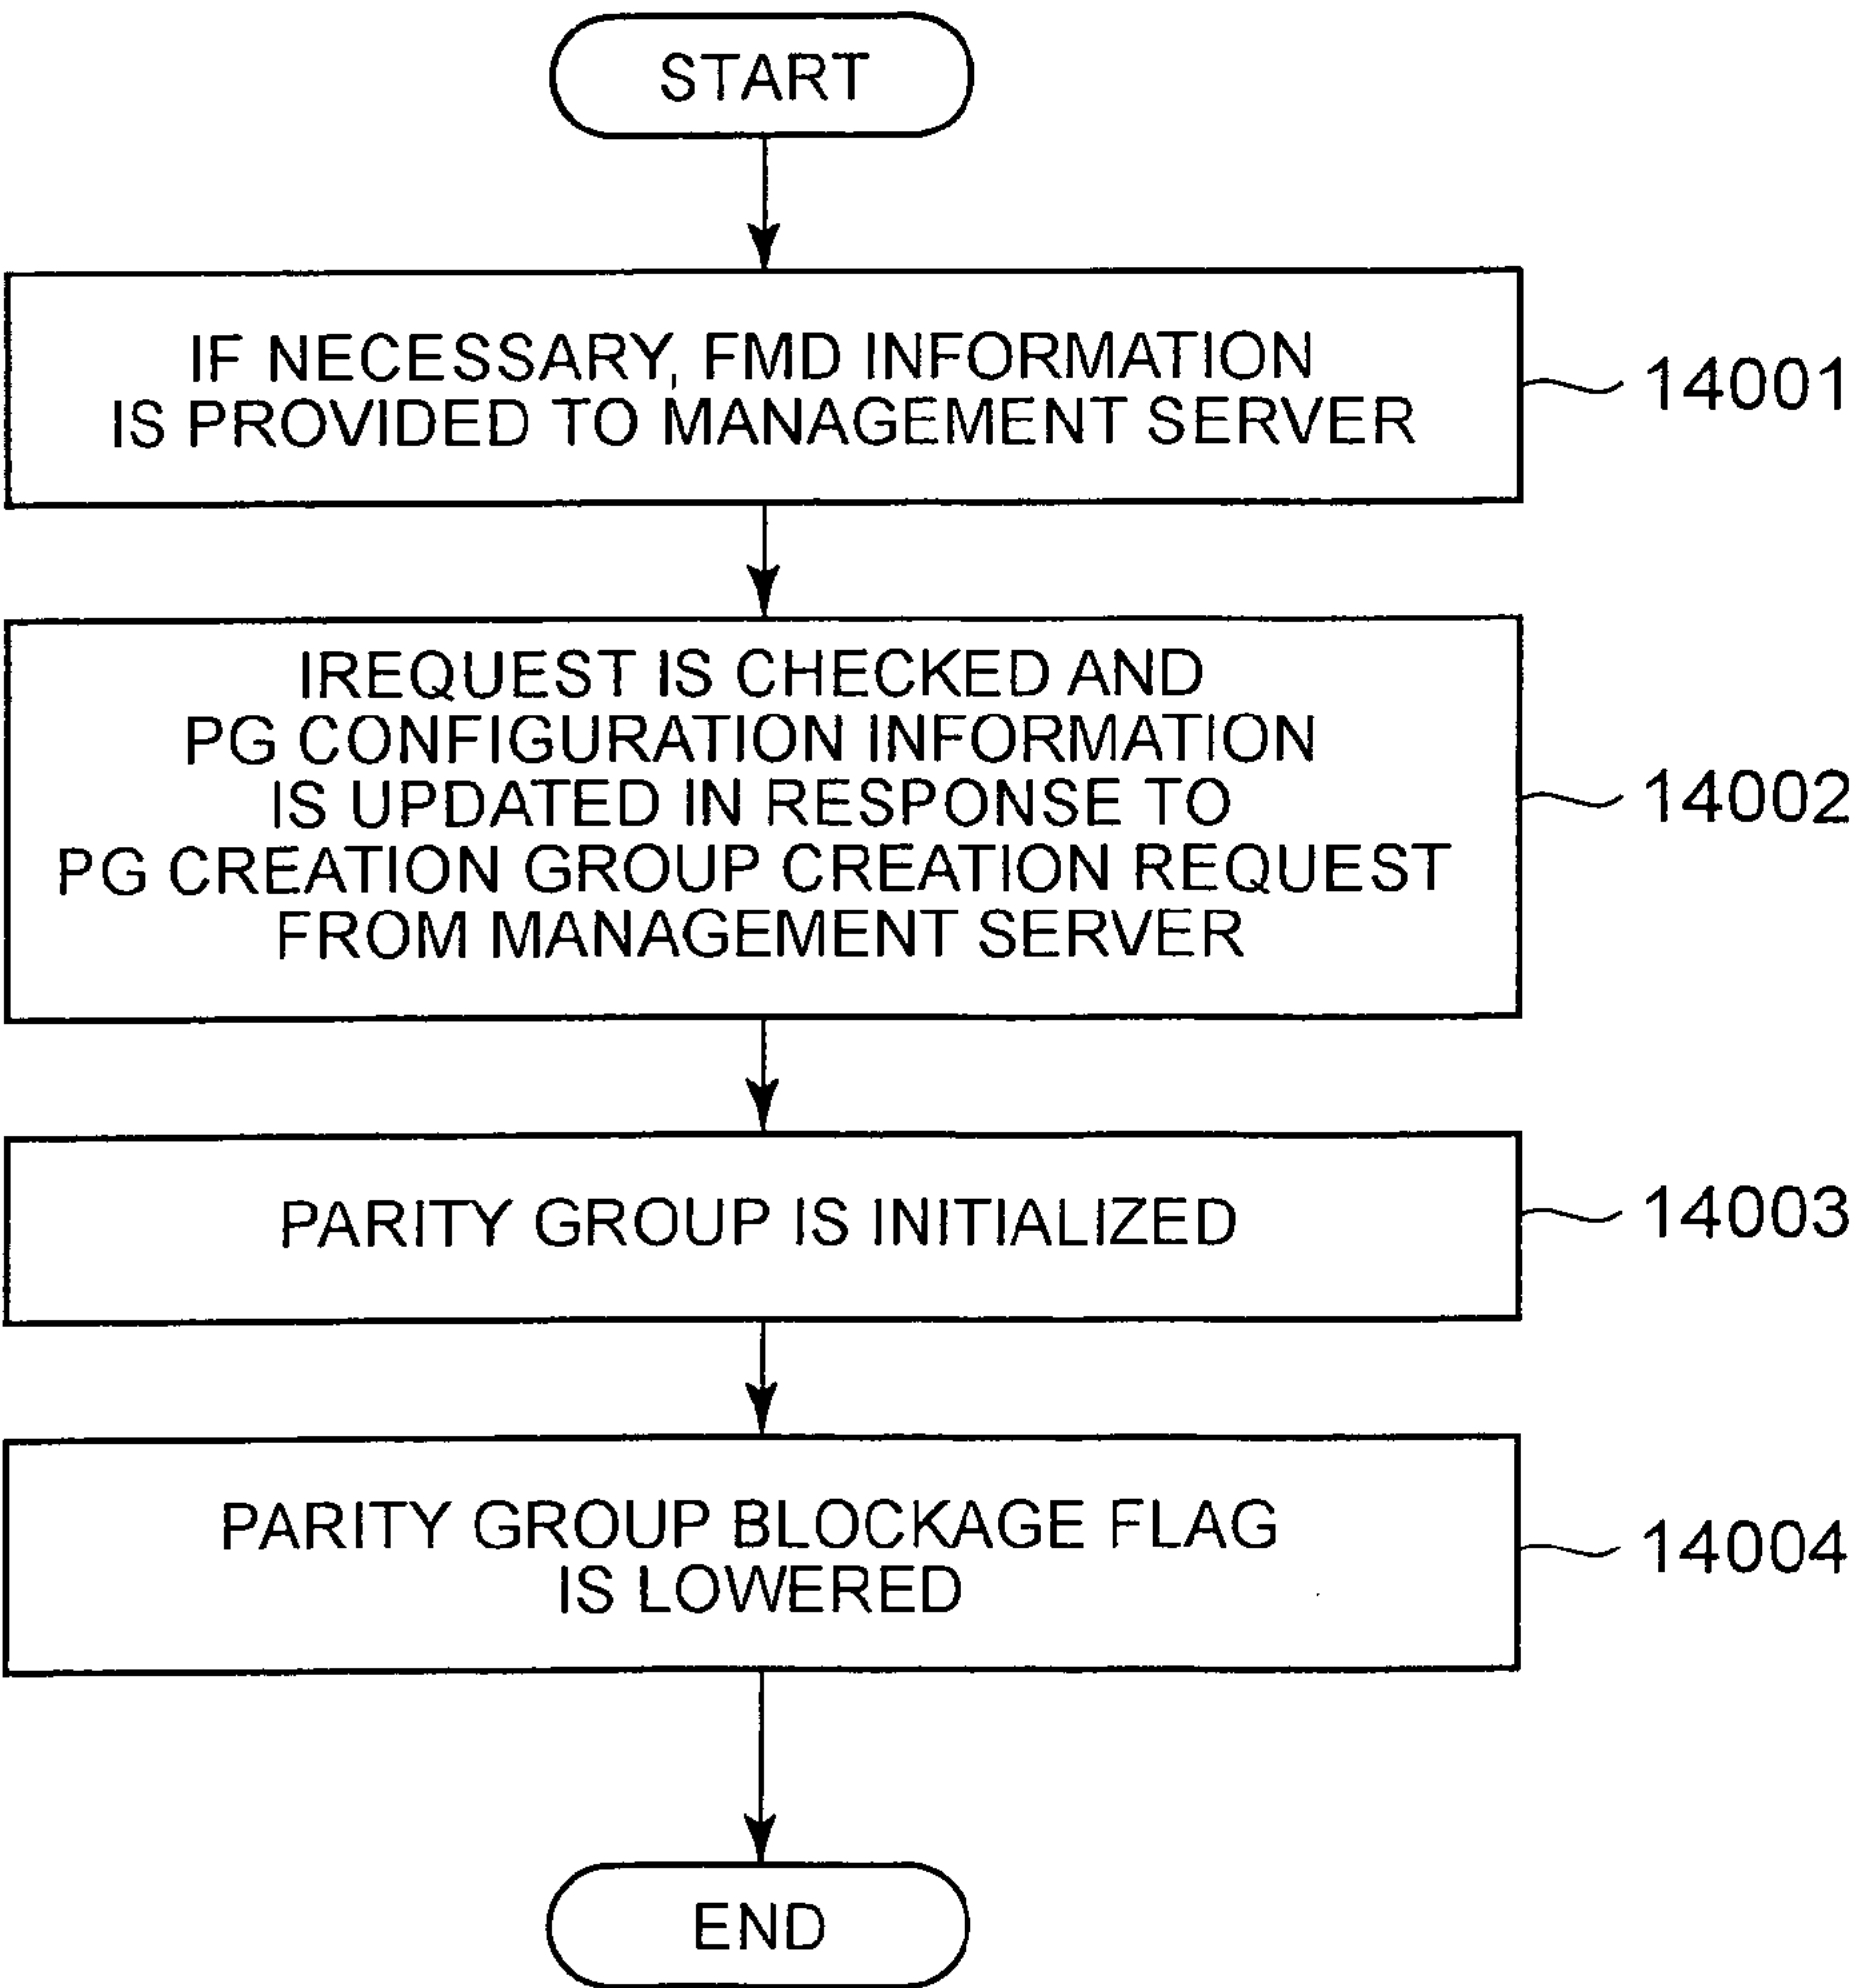 START
IF NECESSARY, FMD INFORMATION
IS PROVIDED TO MANAGEMENT SERVER
14001
IREQUEST IS CHECKED AND
PG CONFIGURATION INFORMATION
IS UPDATED IN RESPONSE TO
PG CREATION GROUP CREATION REQUEST
FROM MANAGEMENT SERVER
14002
PARITY GROUP IS INITIALIZED
14003
PARITY GROUP BLOCKAGE FLAG
IS LOWERED
14004
END